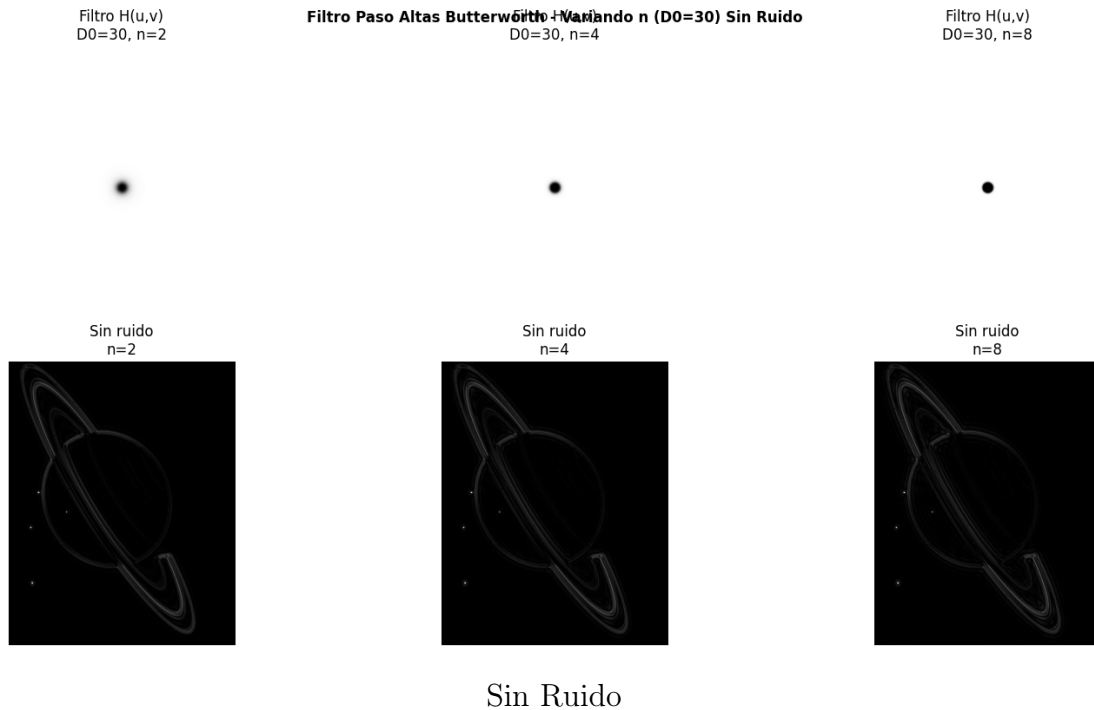 Filtro Paso Altas Butterworth - Variando n (D0=30) Sin Ruido
Filtro H(u,v)
D0=30, n=2
Filtro H(u,v)
D0=30, n=4
Filtro H(u,v)
D0=30, n=8
Sin ruido
n=2
Sin ruido
n=4
Sin ruido
n=8
Sin Ruido